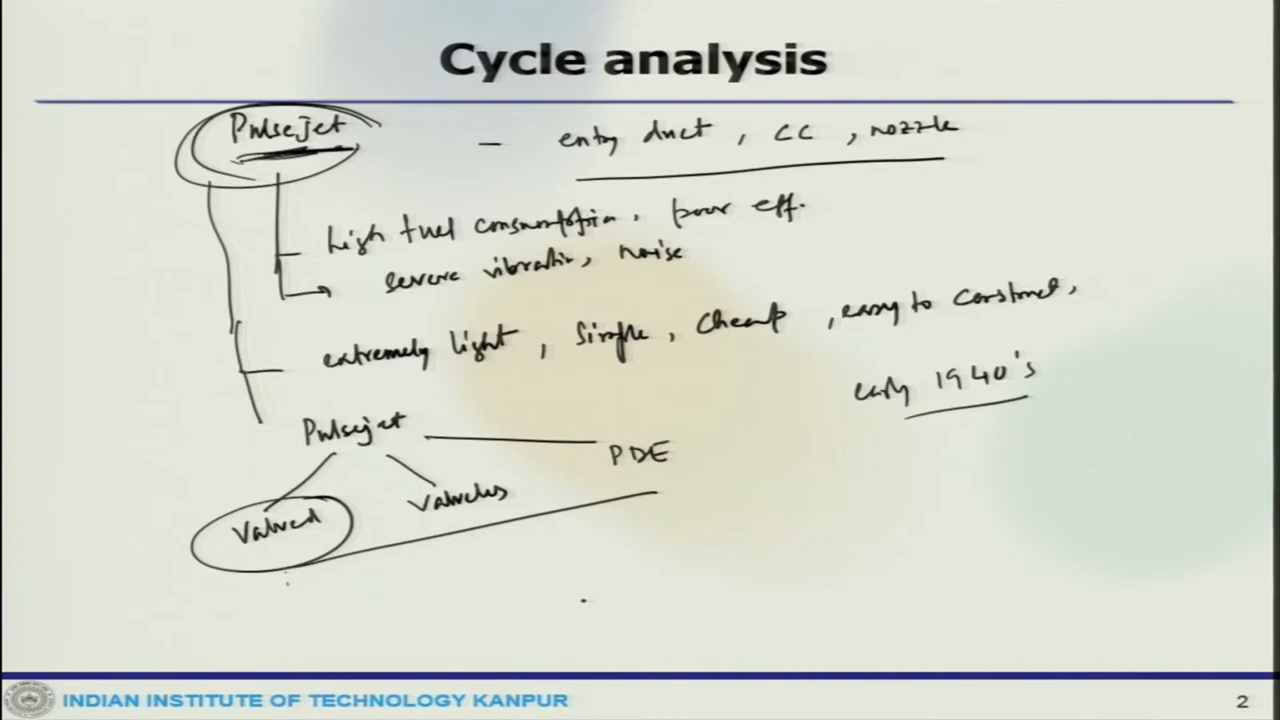 Cycle analysis
Pulsejet – entry duct, CC, nozzle
high fuel consumption, poor eff.
severe vibration, noise
extremely light, simple, cheap, easy to construct,
early 1940's
Pulsejet
PDE
Valved
Valveless
INDIAN INSTITUTE OF TECHNOLOGY KANPUR
2